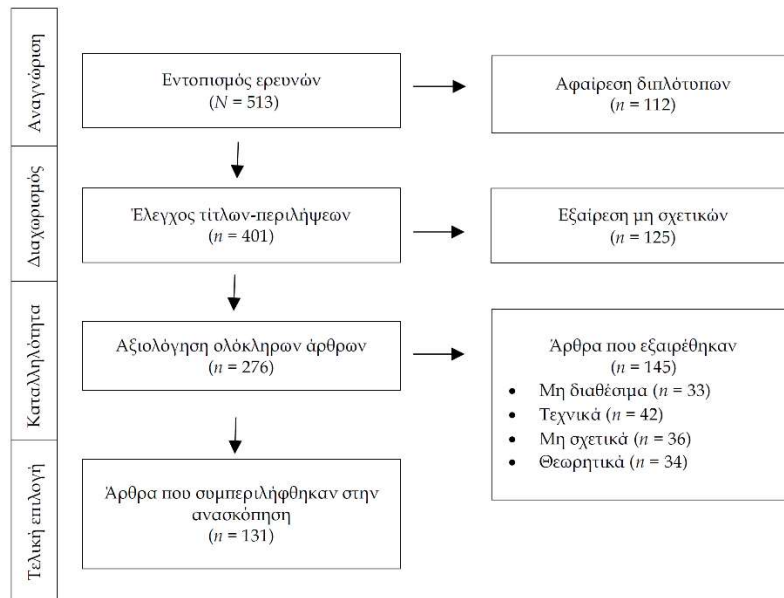 Αναγνώριση
Εντοπισμός ερευνών
(N = 513)
Αφαίρεση διπλότυπων
(n = 112)
Διαχωρισμός
Έλεγχος τίτλων-περιλήψεων
(n = 401)
Εξαίρεση μη σχετικών
(n = 125)
Καταλληλότητα
Αξιολόγηση ολόκληρων άρθρων
(n = 276)
Άρθρα που εξαιρέθηκαν
(n = 145)
• Μη διαθέσιμα (n = 33)
• Τεχνικά (n = 42)
• Μη σχετικά (n = 36)
• Θεωρητικά (n = 34)
Τελική επιλογή
Άρθρα που συμπεριλήφθηκαν στην
ανασκόπηση
(n = 131)